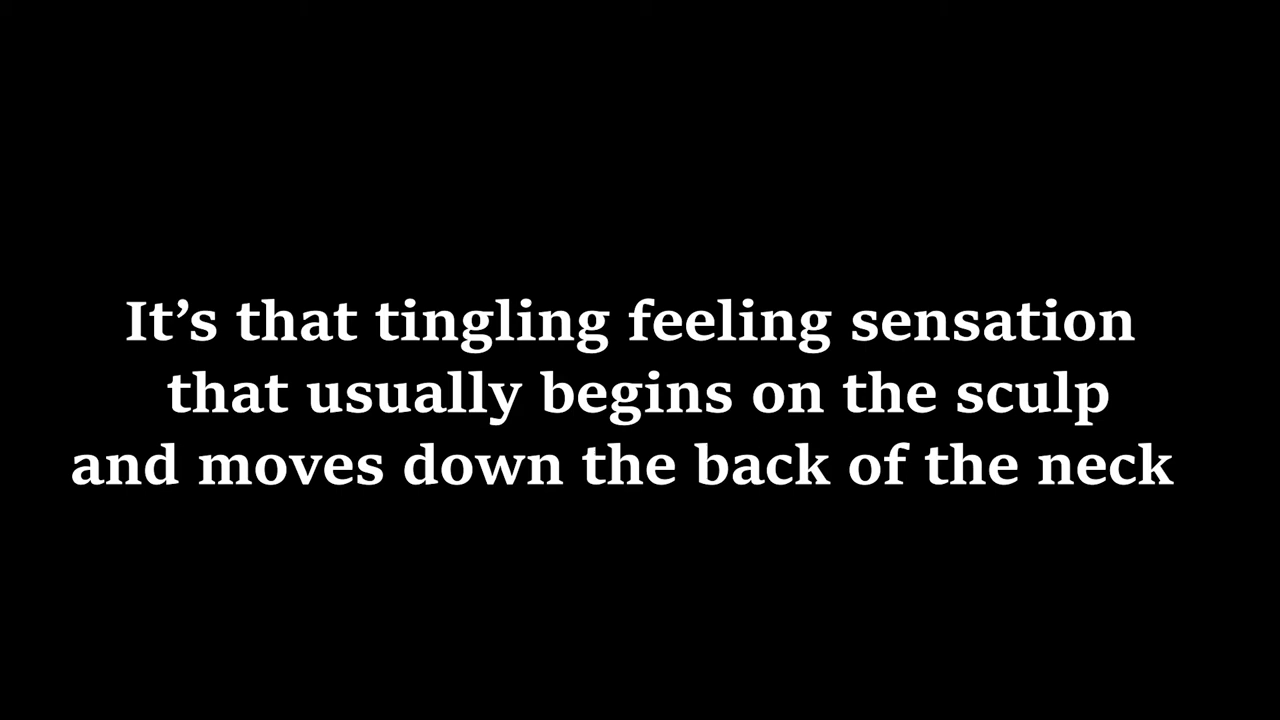 It’s that tingling feeling sensation
that usually begins on the sculp
and moves down the back of the neck